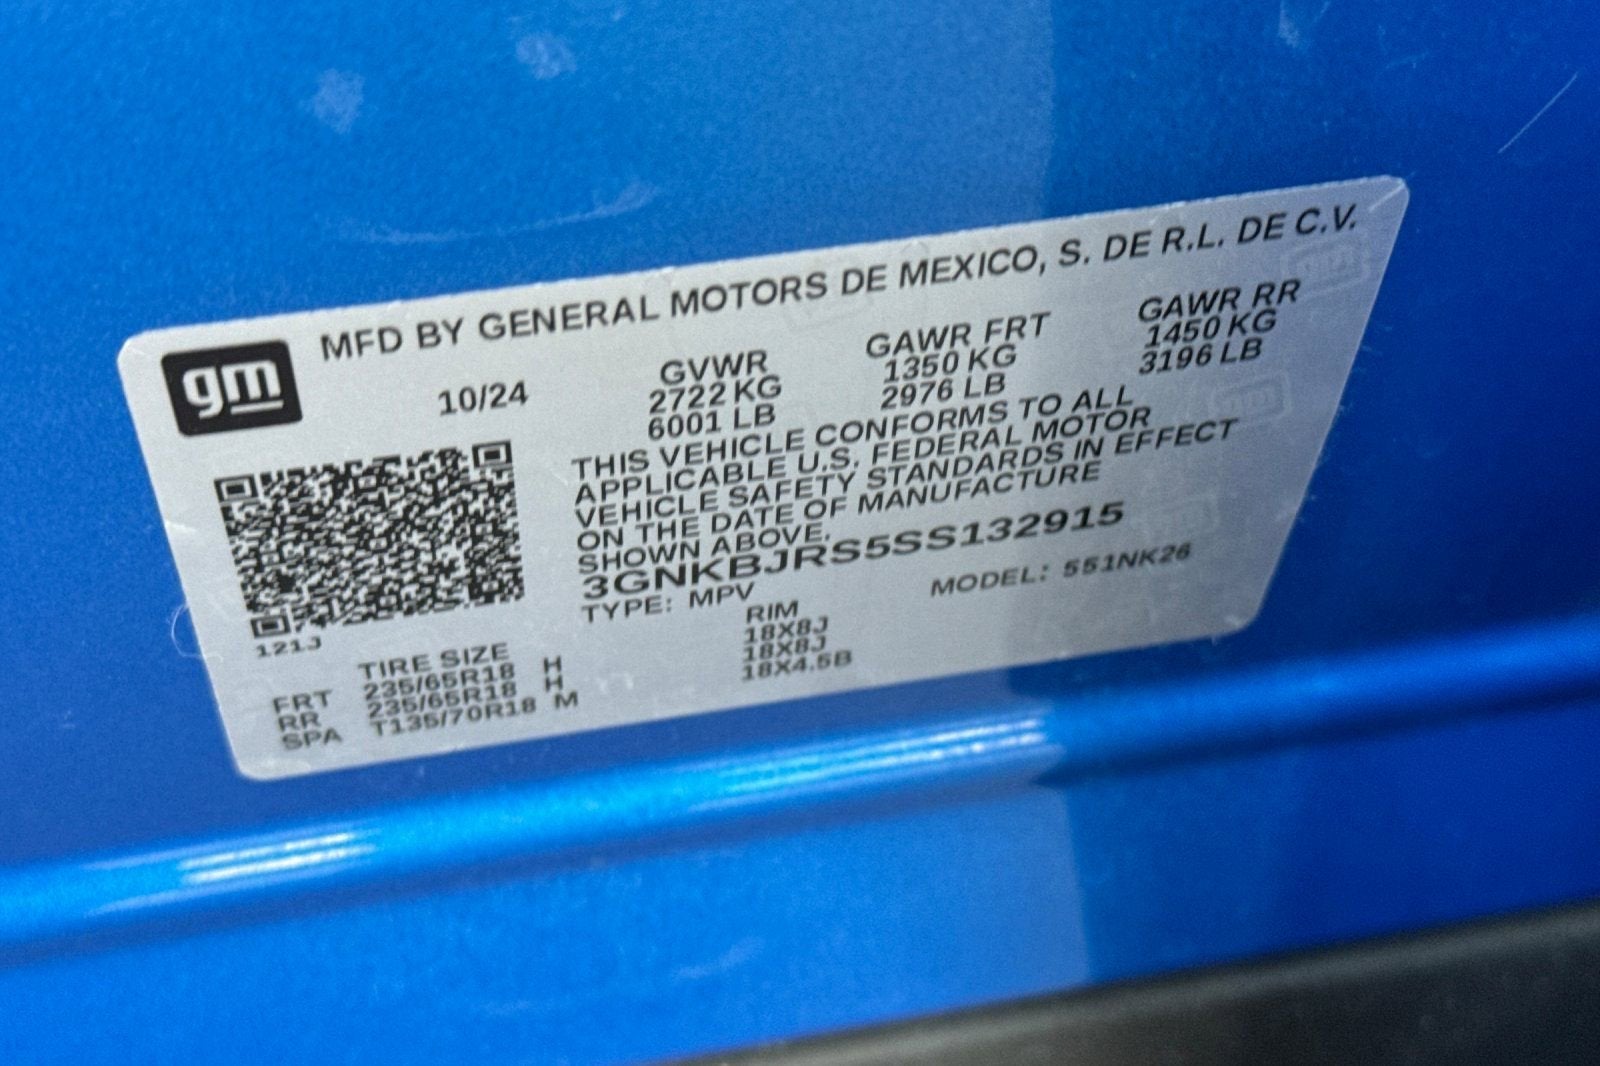 gm
MFD BY GENERAL MOTORS DE MEXICO, S. DE R.L. DE C.V.
10/24
GVWR
2722 KG
6001 LB
GAWR FRT
1350 KG
2976 LB
GAWR RR
1450 KG
3196 LB
THIS VEHICLE CONFORMS TO ALL
APPLICABLE U.S. FEDERAL MOTOR
VEHICLE SAFETY STANDARDS IN EFFECT
ON THE DATE OF MANUFACTURE
SHOWN ABOVE.
3GNKBJRS5SS132915
TYPE: MPV
MODEL: 551NK26
121J
TIRE SIZE RIM
FRT 235/65R18 H 18X8J
RR 235/65R18 H 18X8J
SPA T135/70R18 M 18X4.5B